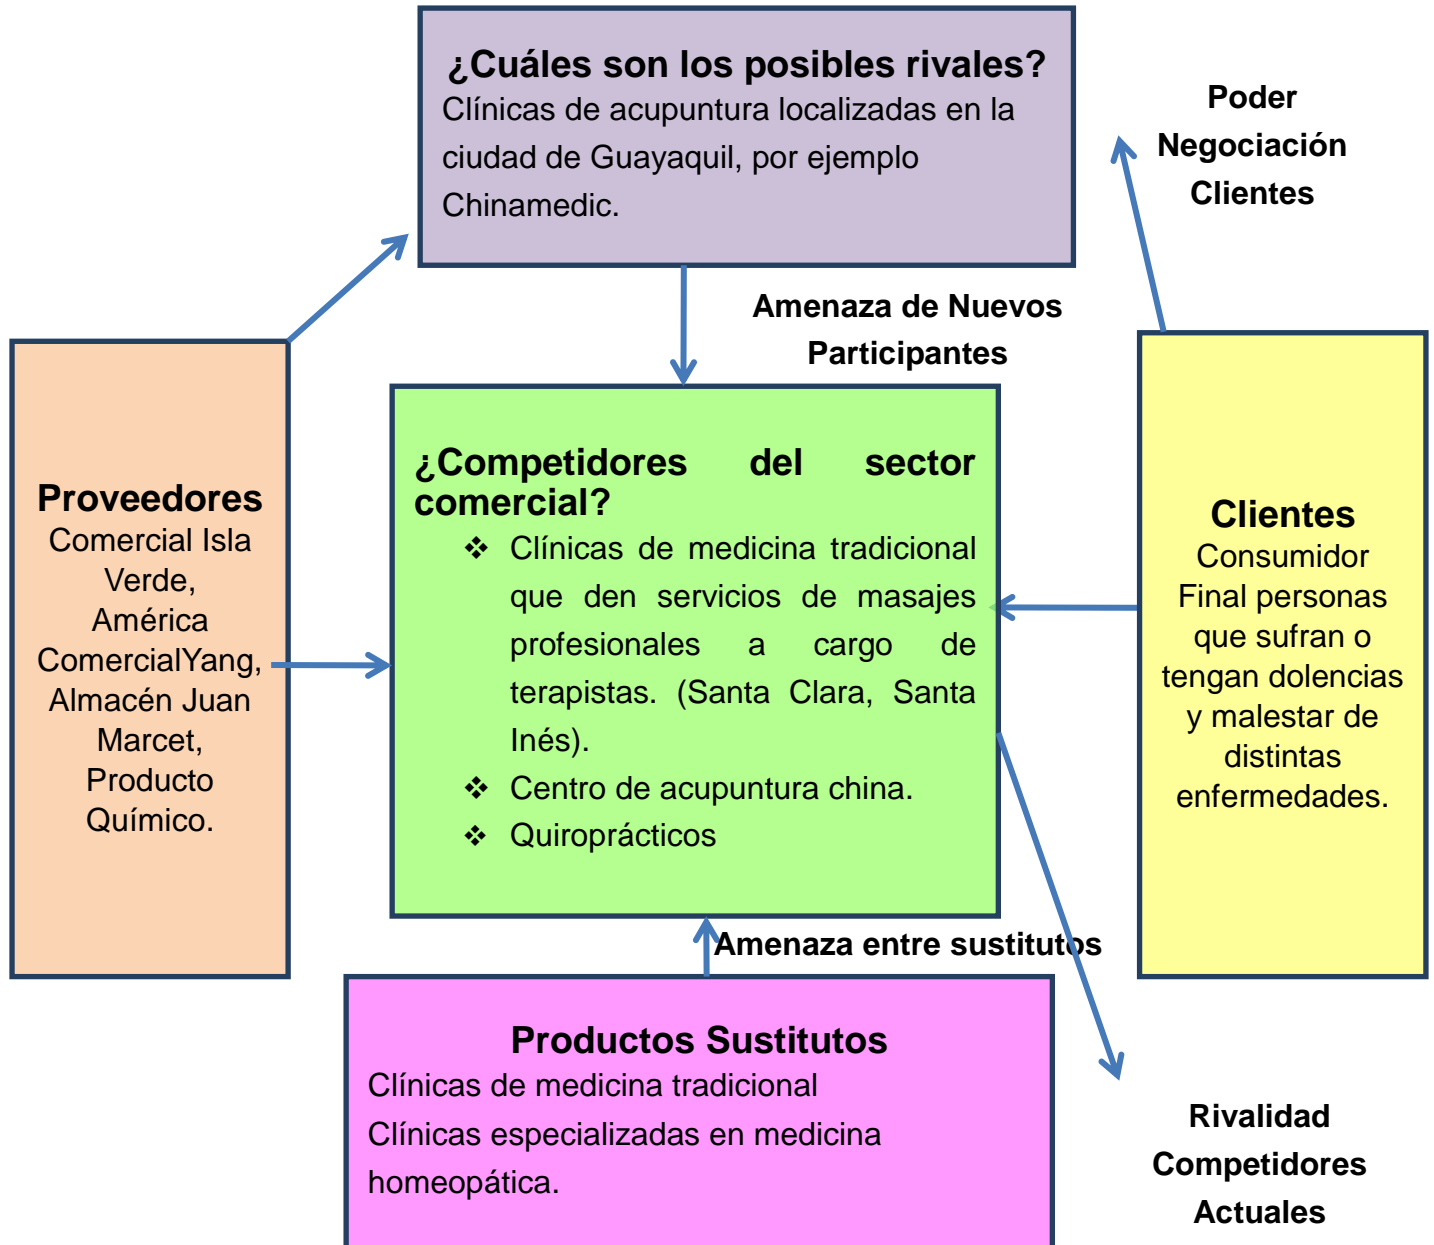 ¿Cuáles son los posibles rivales?
Clínicas de acupuntura localizadas en la
ciudad de Guayaquil, por ejemplo
Chinamedic.
Poder
Negociación
Clientes
Amenaza de Nuevos
Participantes
Proveedores
Comercial Isla
Verde,
América
ComercialYang,
Almacén Juan
Marcet,
Producto
Químico.
¿Competidores del sector
comercial?
❖ Clínicas de medicina tradicional
que den servicios de masajes
profesionales a cargo de
terapistas. (Santa Clara, Santa
Inés).
❖ Centro de acupuntura china.
❖ Quiroprácticos
Clientes
Consumidor
Final personas
que sufran o
tengan dolencias
y malestar de
distintas
enfermedades.
Amenaza entre sustitutos
Productos Sustitutos
Clínicas de medicina tradicional
Clínicas especializadas en medicina
homeopática.
Rivalidad
Competidores
Actuales